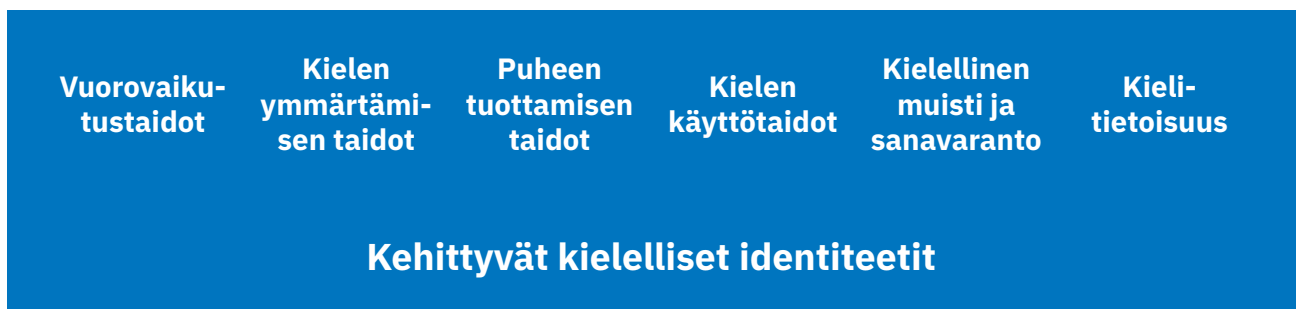 Vuorovaiku-
tustaidot
Kielen
ymmärtämi-
sen taidot
Puheen
tuottamisen
taidot
Kielen
käyttötaidot
Kielellinen
muisti ja
sanavaranto
Kieli-
tietoisuus
Kehittyvät kielelliset identiteetit